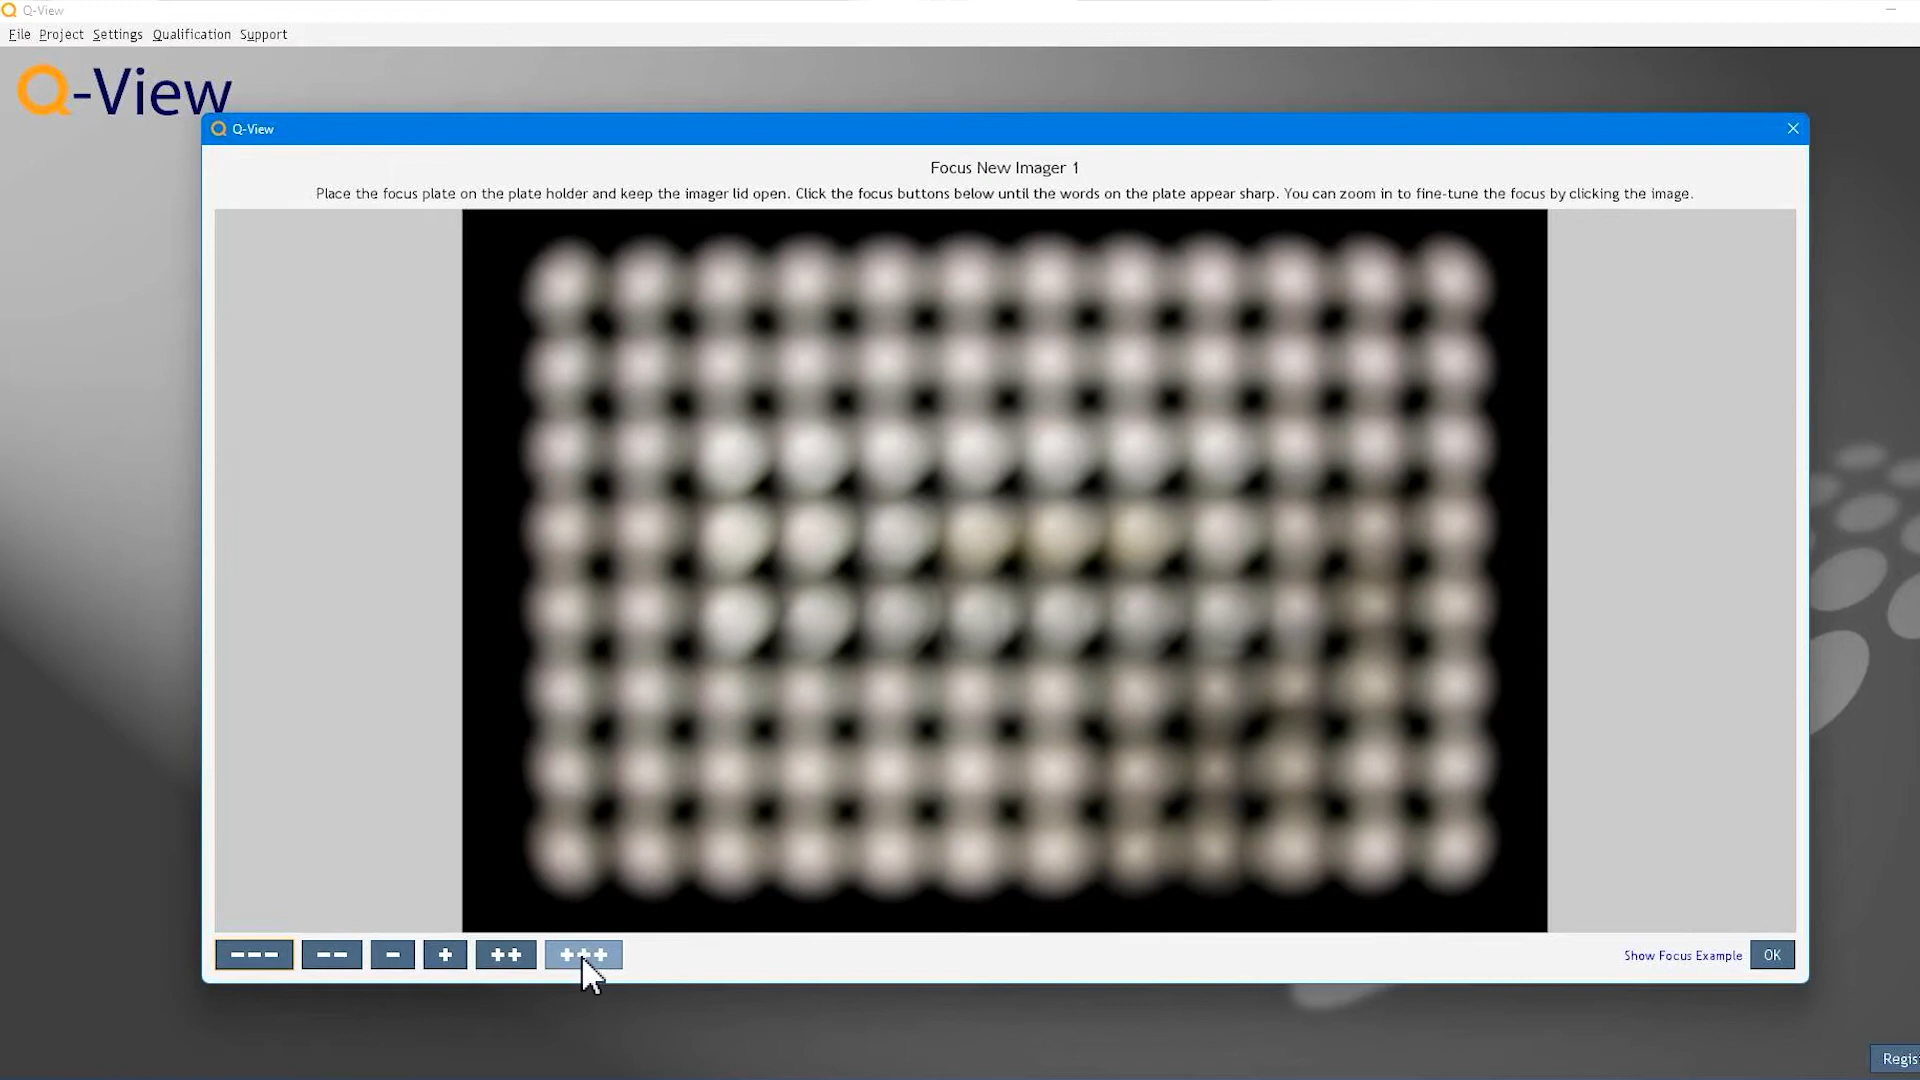 Q-View
File Project Settings Qualification Support
Q-View
Q-View
Focus New Imager 1
Place the focus plate on the plate holder and keep the imager lid open. Click the focus buttons below until the words on the plate appear sharp. You can zoom in to fine-tune the focus by clicking the image.
--- -- - + ++ +++
Show Focus Example OK
Regis